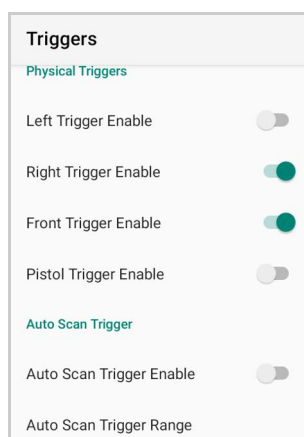 Triggers
Physical Triggers
Left Trigger Enable
Right Trigger Enable
Front Trigger Enable
Pistol Trigger Enable
Auto Scan Trigger
Auto Scan Trigger Enable
Auto Scan Trigger Range